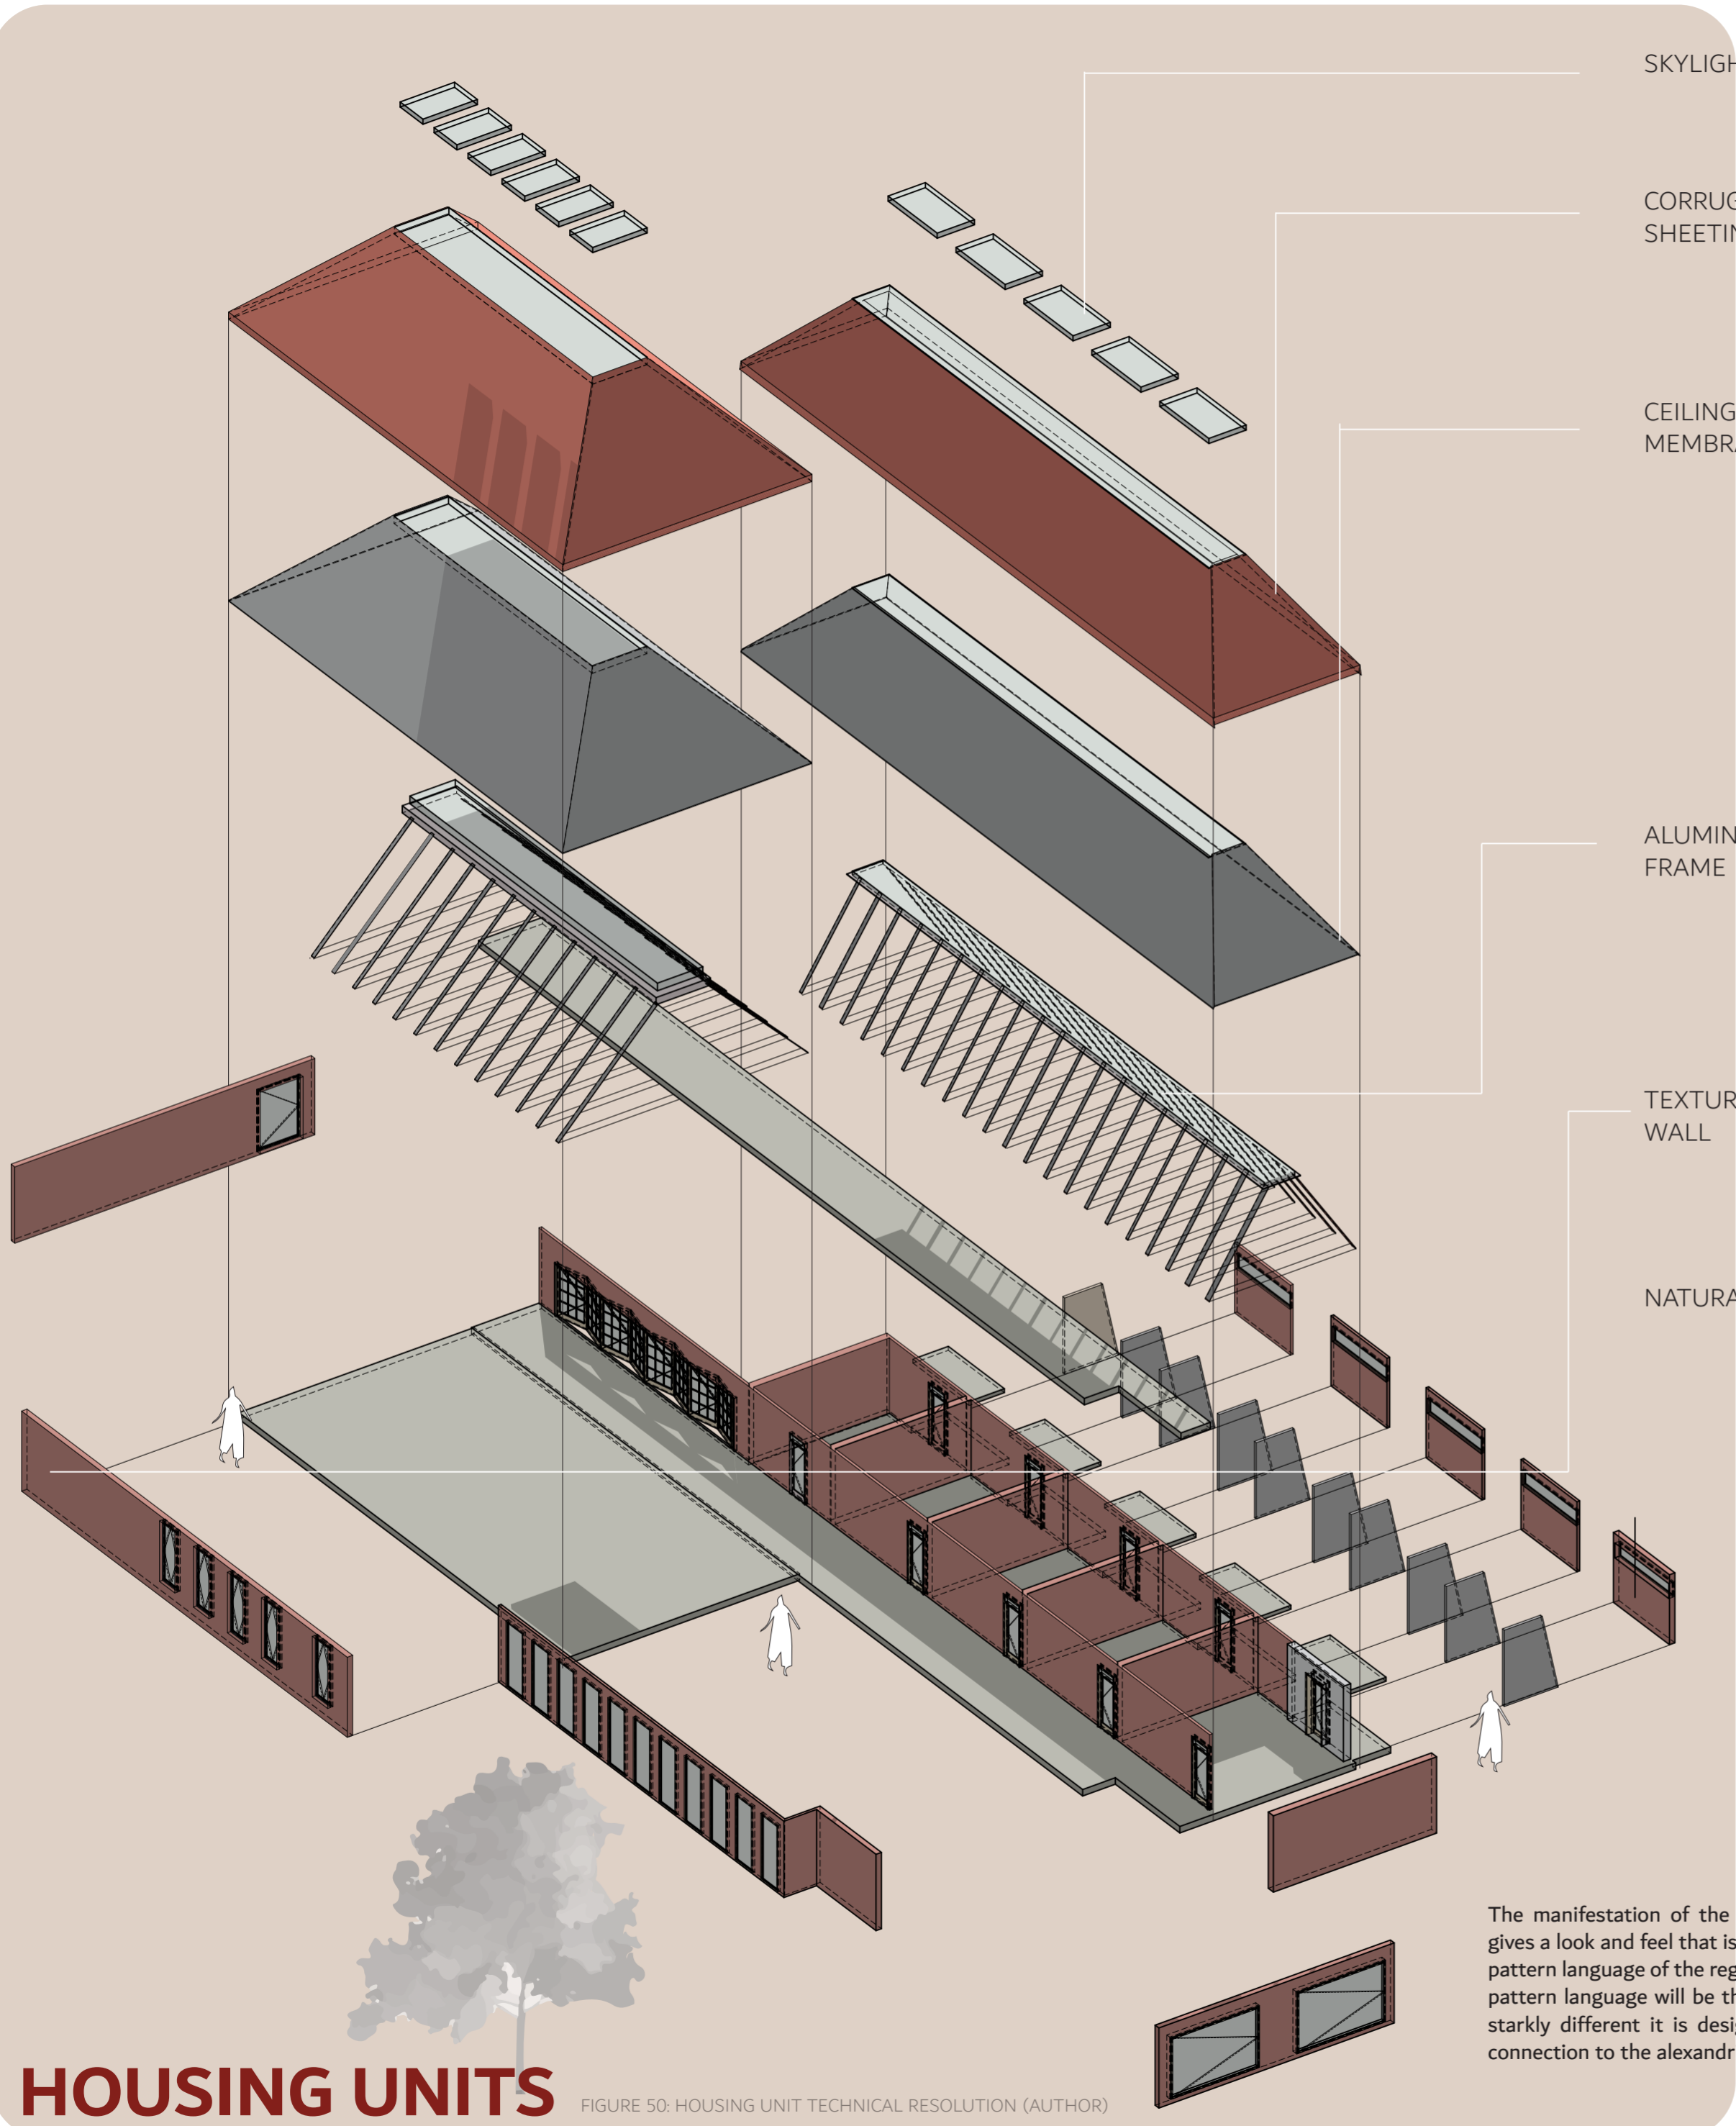 SKYLIGH
CORRUG
SHEETIN
CEILING
MEMBRA
ALUMIN
FRAME
TEXTUR
WALL
NATURA
The manifestation of the
gives a look and feel that is
pattern language of the reg
pattern language will be th
starkly different it is desig
connection to the alexandr
HOUSING UNITS
FIGURE 50: HOUSING UNIT TECHNICAL RESOLUTION (AUTHOR)